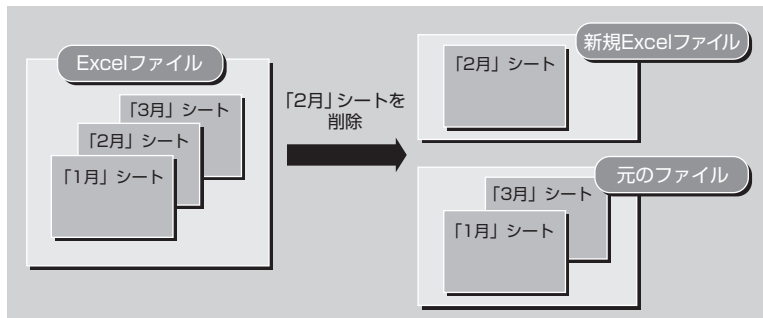 Excelファイル
「3月」シート
「2月」シート
「1月」シート
「2月」シートを
削除
新規Excelファイル
「2月」シート
元のファイル
「3月」シート
「1月」シート